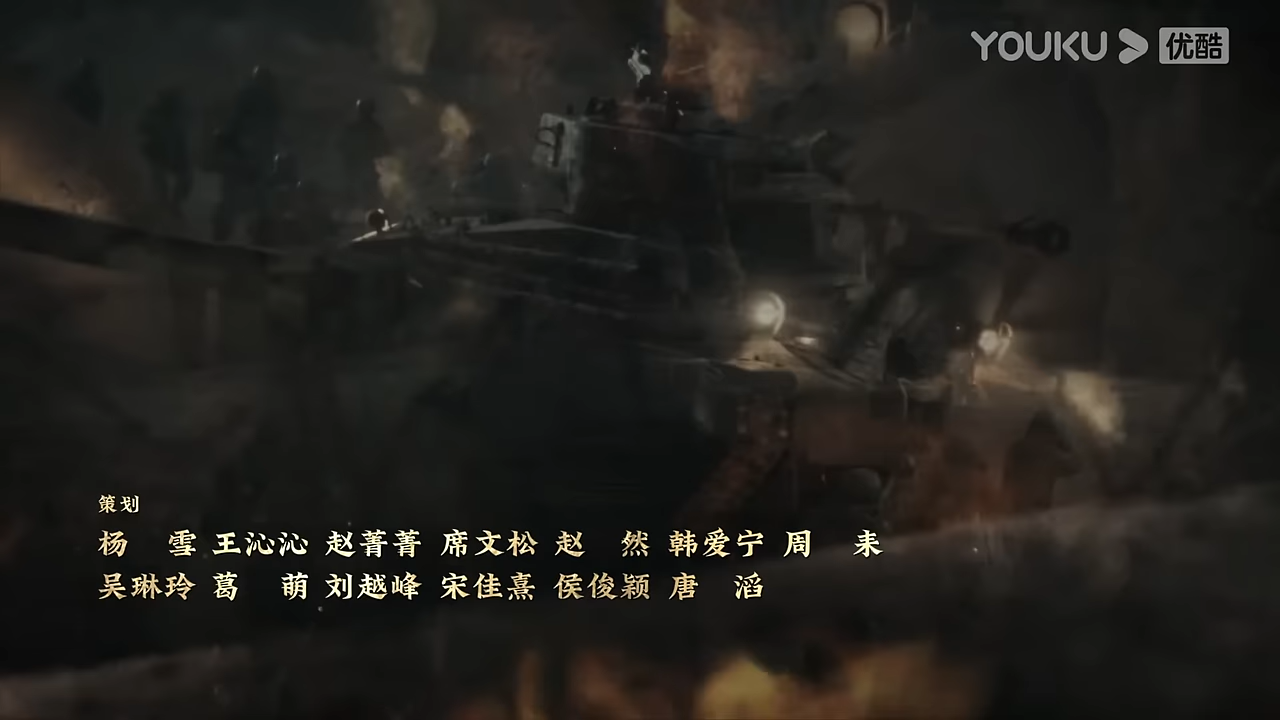 YOUKU 优酷
策划
杨 雪 王沁沁 赵菁菁 席文松 赵 然 韩爱宁 周 耒
吴琳玲 葛 萌 刘越峰 宋佳熹 侯俊颖 唐 滔